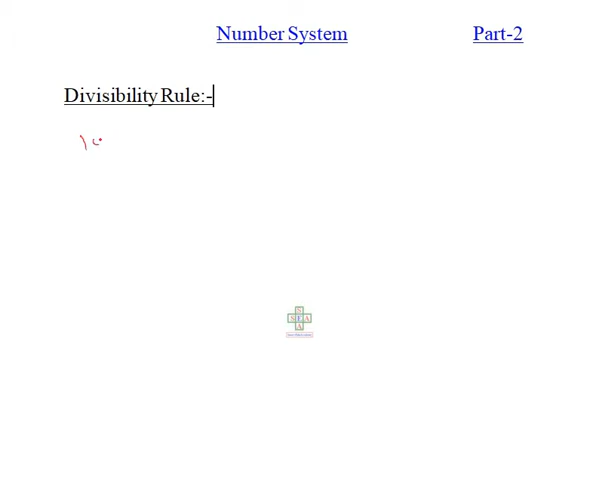 Number System Part-2
Divisibility Rule:-
S
S E A
A